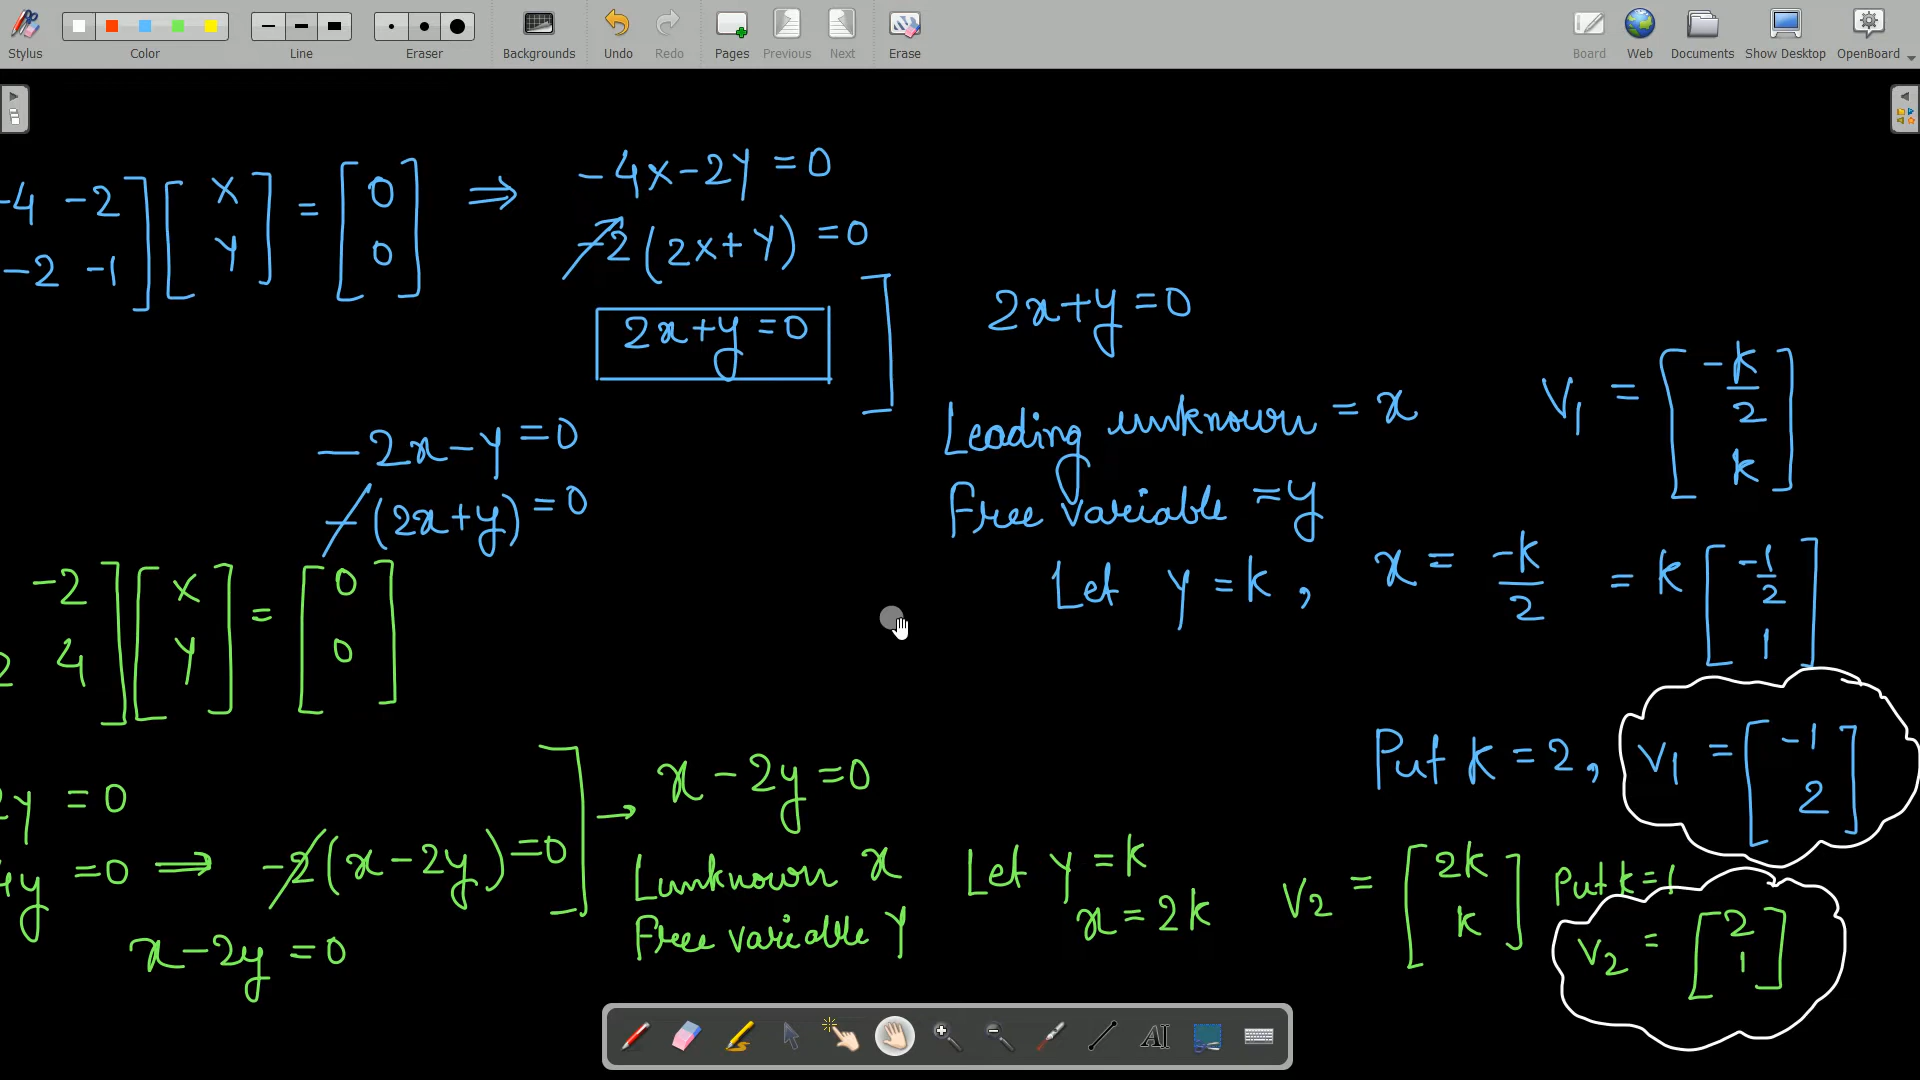 Stylus Color Line Eraser Backgrounds Undo Redo Pages Previous Next Erase Board Web Documents Show Desktop OpenBoard
-4 -2
-2 -1
x
y
=
0
0
⇒ -4x-2y = 0
-2(2x+y) = 0
2x+y = 0
-2x-y = 0
-(2x+y) = 0
2x+y = 0
Leading unknown = x
Free variable = y
Let y = k, x = -k/2
V1 = [-k/2
k]
= k [-1/2
1]
Put k = 2, V1 = [-1
2]
-2
4
x
y
=
0
0
2y = 0
4y = 0 ⇒ -2(x-2y) = 0
x-2y = 0
→ x-2y = 0
unknown x
Free variable y
Let y = k
x = 2k
V2 = [2k
k]
Put k = 1
V2 = [2
1]
AI